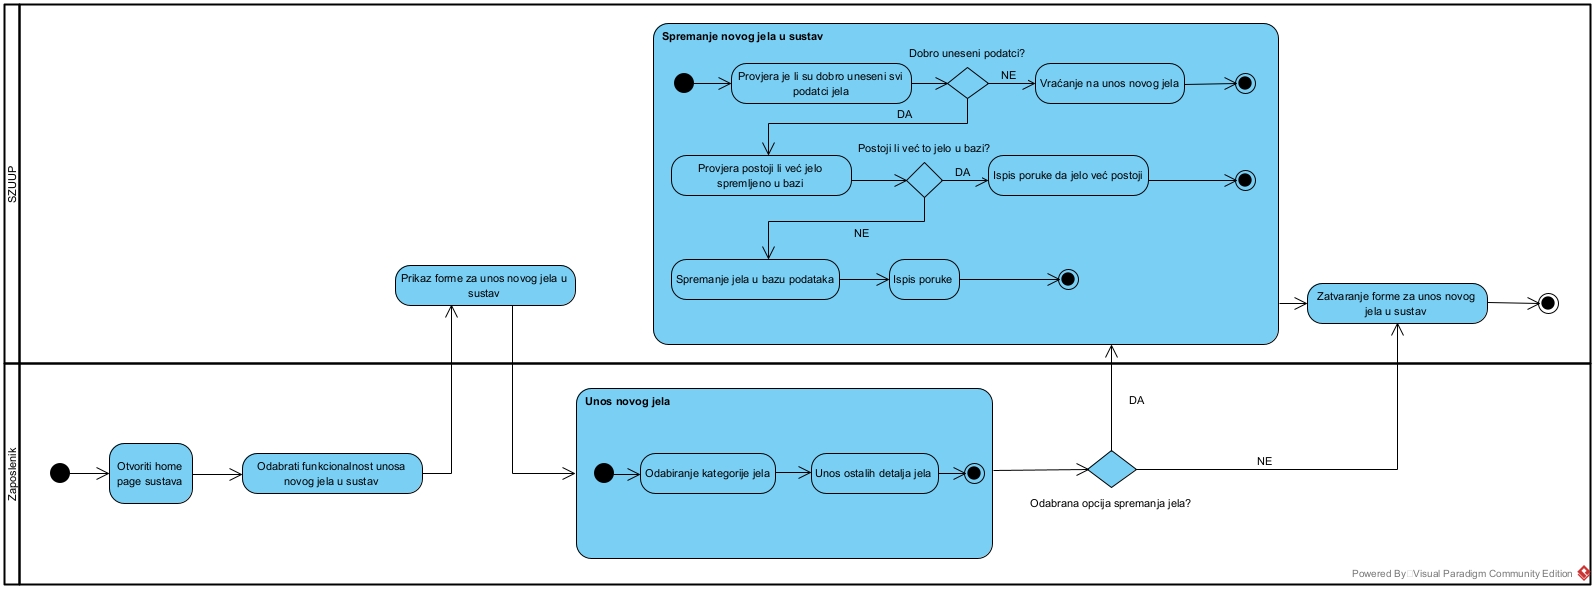 SZUUP
Spremanje novog jela u sustav
Dobro uneseni podatci?
Provjera je li su dobro uneseni svi
podatci jela
NE
Vraćanje na unos novog jela
DA
Postoji li već to jelo u bazi?
Provjera postoji li već jelo
spremljeno u bazi
DA
Ispis poruke da jelo već postoji
NE
Spremanje jela u bazu podataka
Ispis poruke
Prikaz forme za unos novog jela u
sustav
Zatvaranje forme za unos novog
jela u sustav
Zaposlenik
Otvoriti home
page sustava
Odabrati funkcionalnost unosa
novog jela u sustav
Unos novog jela
Odabiranje kategorije jela
Unos ostalih detalja jela
DA
NE
Odabrana opcija spremanja jela?
Powered By Visual Paradigm Community Edition